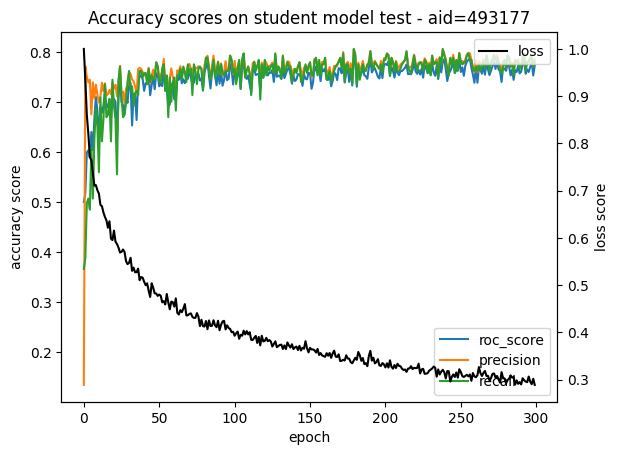 Accuracy scores on student model test - aid=493177
loss
accuracy score
0.8
0.7
0.6
0.5
0.4
0.3
0.2
1.0
0.9
0.8
0.7
0.6
0.5
0.4
0.3
loss score
roc_score
precision
recall
0
50
100
150
200
250
300
epoch